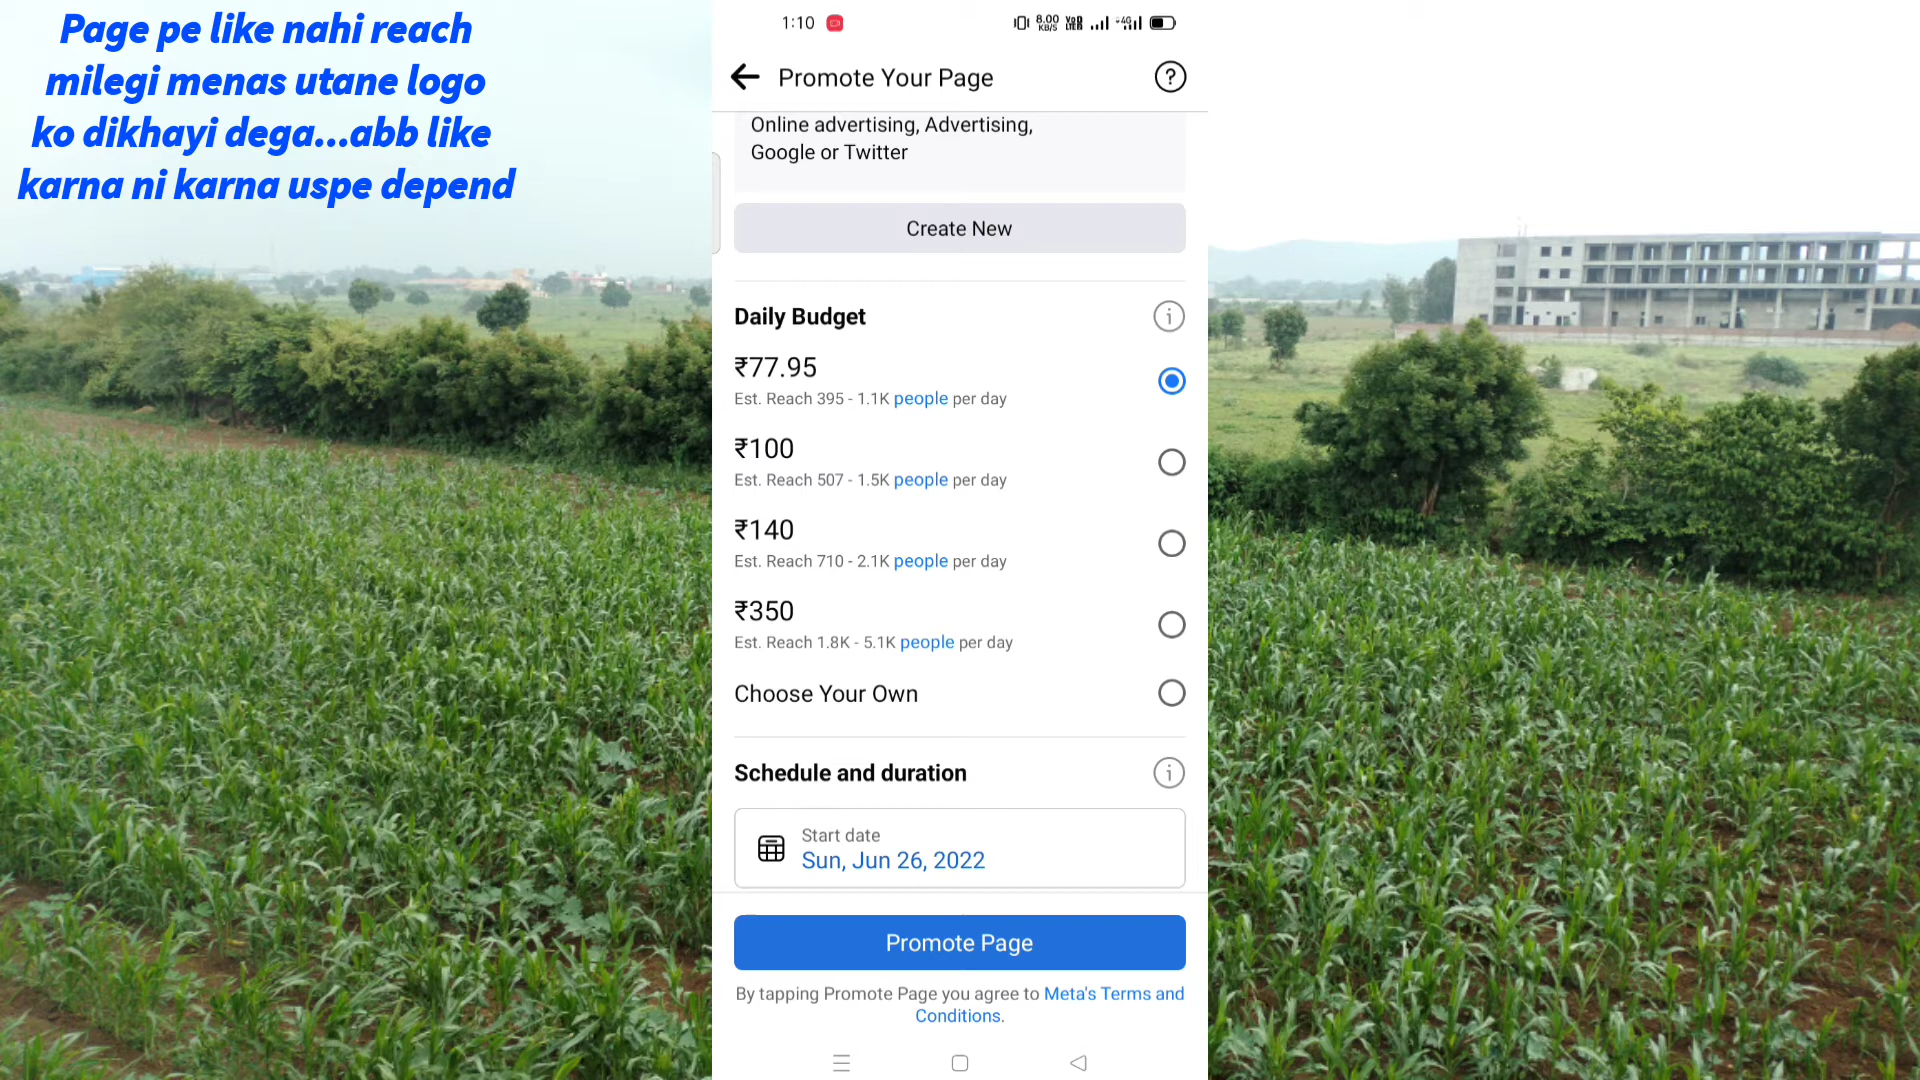 Page pe like nahi reach
milegi menas utane logo
ko dikhayi dega...abb like
karna ni karna uspe depend
1:10
8.00
KB/S
4G
Promote Your Page
Online advertising, Advertising,
Google or Twitter
Create New
Daily Budget
₹77.95
Est. Reach 395 - 1.1K people per day
₹100
Est. Reach 507 - 1.5K people per day
₹140
Est. Reach 710 - 2.1K people per day
₹350
Est. Reach 1.8K - 5.1K people per day
Choose Your Own
Schedule and duration
Start date
Sun, Jun 26, 2022
Promote Page
By tapping Promote Page you agree to Meta's Terms and
Conditions.